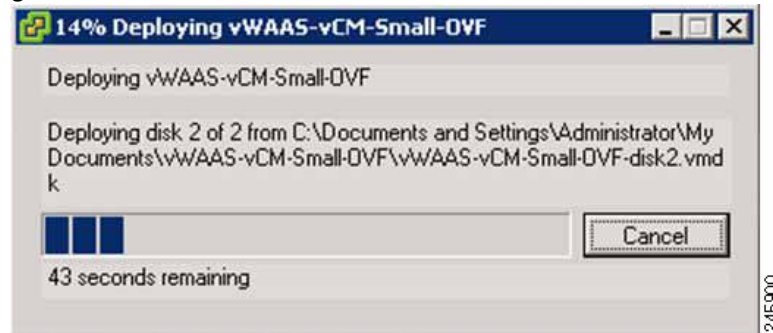 14% Deploying vWAAS-vCM-Small-OVF
Deploying vWAAS-vCM-Small-OVF
Deploying disk 2 of 2 from C:\Documents and Settings\Administrator\My
Documents\vWAAS-vCM-Small-OVF\vWAAS-vCM-Small-OVF-disk2.vmd
k
Cancel
43 seconds remaining
345900